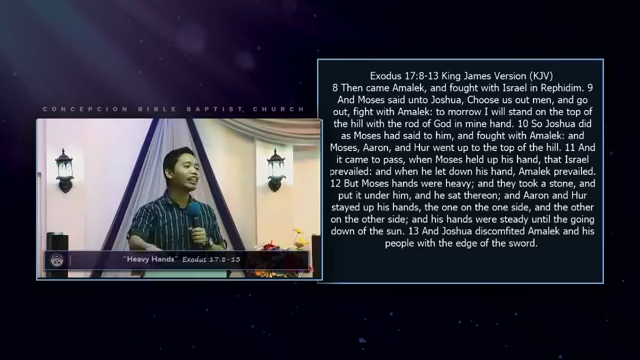 CONCEPCION BIBLE BAPTIST CHURCH
Exodus 17:8-13 King James Version (KJV)
8 Then came Amalek, and fought with Israel in Rephidim. 9
And Moses said unto Joshua, Choose us out men, and go
out, fight with Amalek: to morrow I will stand on the top of
the hill with the rod of God in mine hand. 10 So Joshua did
as Moses had said to him, and fought with Amalek: and
Moses, Aaron, and Hur went up to the top of the hill. 11 And
it came to pass, when Moses held up his hand, that Israel
prevailed: and when he let down his hand, Amalek prevailed.
12 But Moses hands were heavy; and they took a stone, and
put it under him, and he sat thereon; and Aaron and Hur
stayed up his hands, the one on the one side, and the other
on the other side; and his hands were steady until the going
down of the sun. 13 And Joshua discomfited Amalek and his
people with the edge of the sword.
"Heavy Hands" Exodus 17:8-13